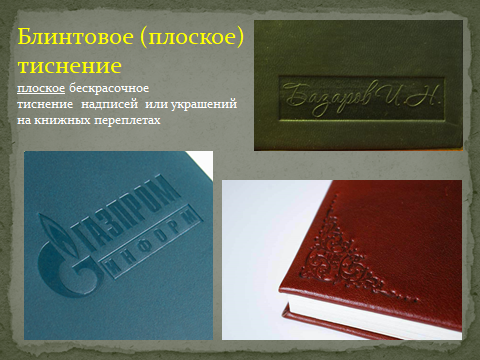 Блинтовое (плоское)
тиснение
плоское бескрасочное
тиснение надписей или украшений
на книжных переплетах
Базаров И.Н.
ГАЗПРОМ
ИНФОРМ